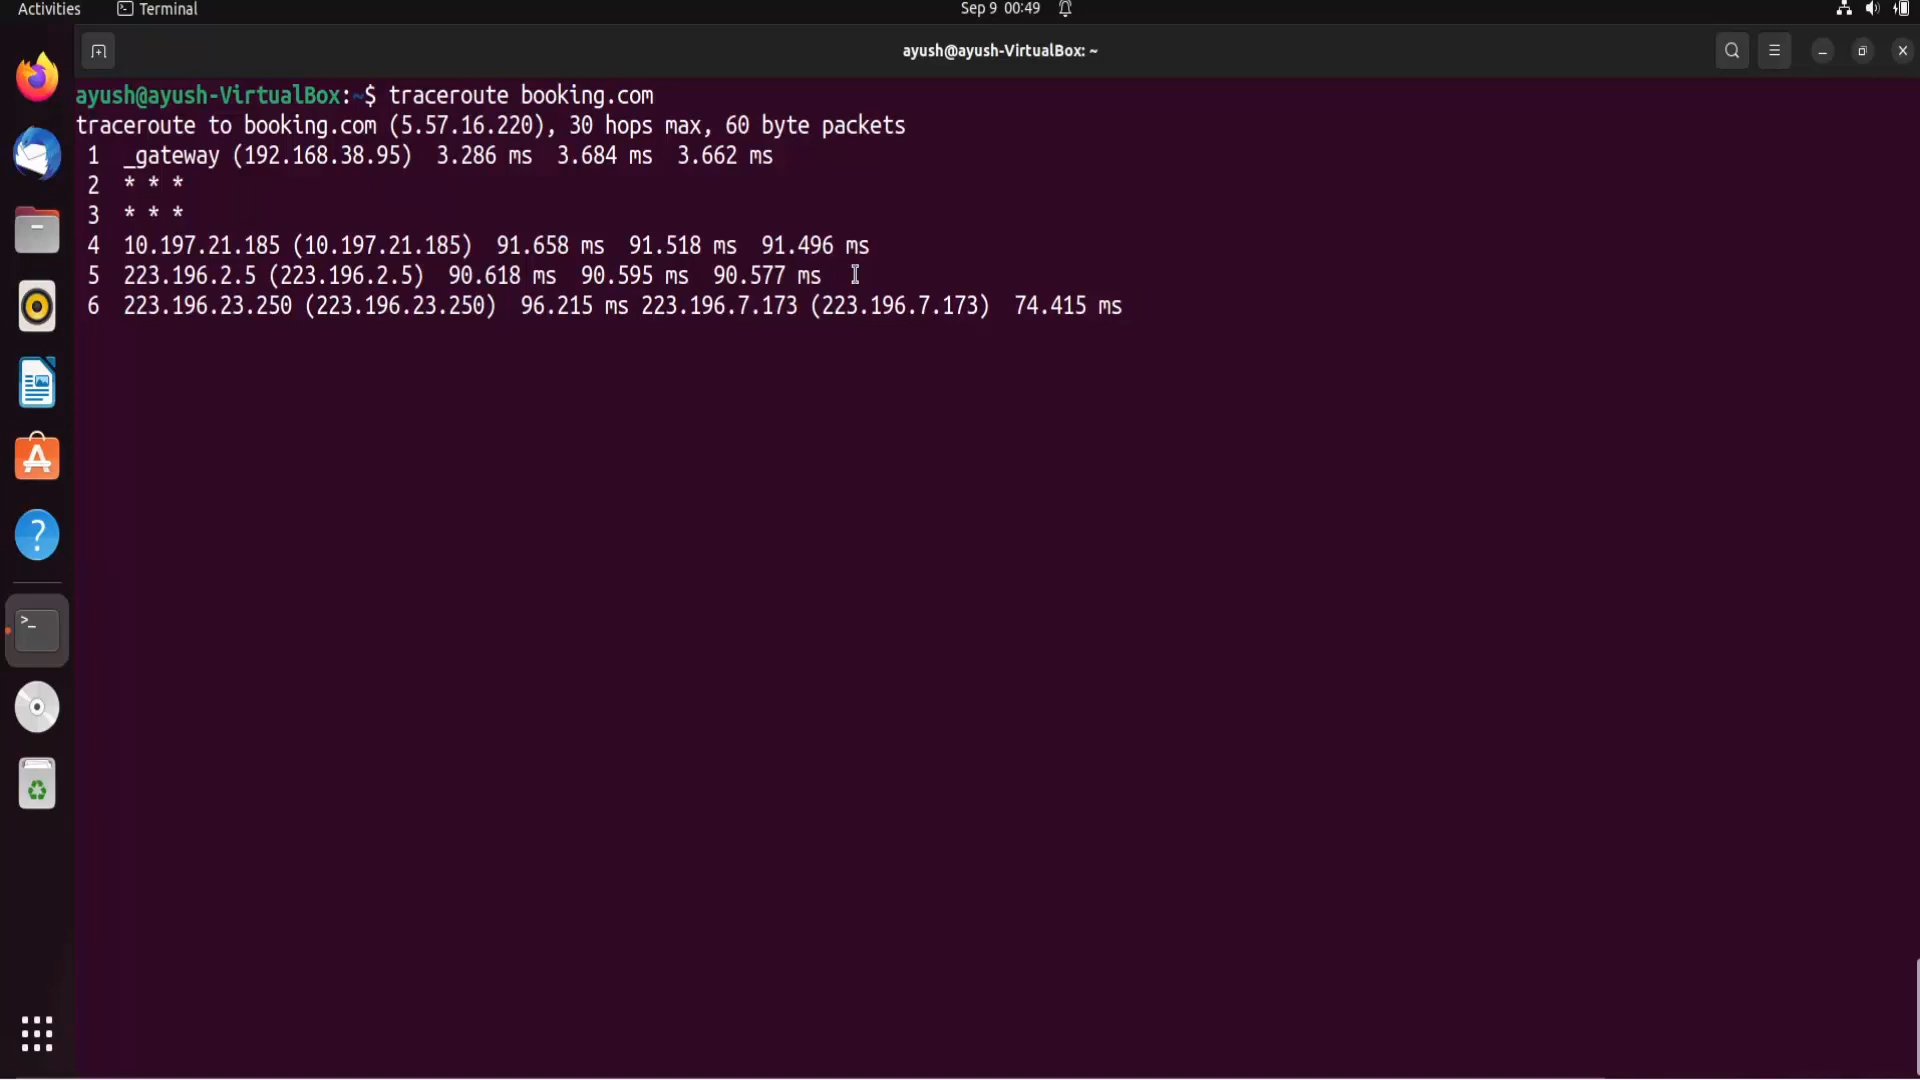 Activities Terminal Sep 9 00:49
ayush@ayush-VirtualBox: ~
ayush@ayush-VirtualBox:~$ traceroute booking.com
traceroute to booking.com (5.57.16.220), 30 hops max, 60 byte packets
1 _gateway (192.168.38.95) 3.286 ms 3.684 ms 3.662 ms
2 * * *
3 * * *
4 10.197.21.185 (10.197.21.185) 91.658 ms 91.518 ms 91.496 ms
5 223.196.2.5 (223.196.2.5) 90.618 ms 90.595 ms 90.577 ms
6 223.196.23.250 (223.196.23.250) 96.215 ms 223.196.7.173 (223.196.7.173) 74.415 ms